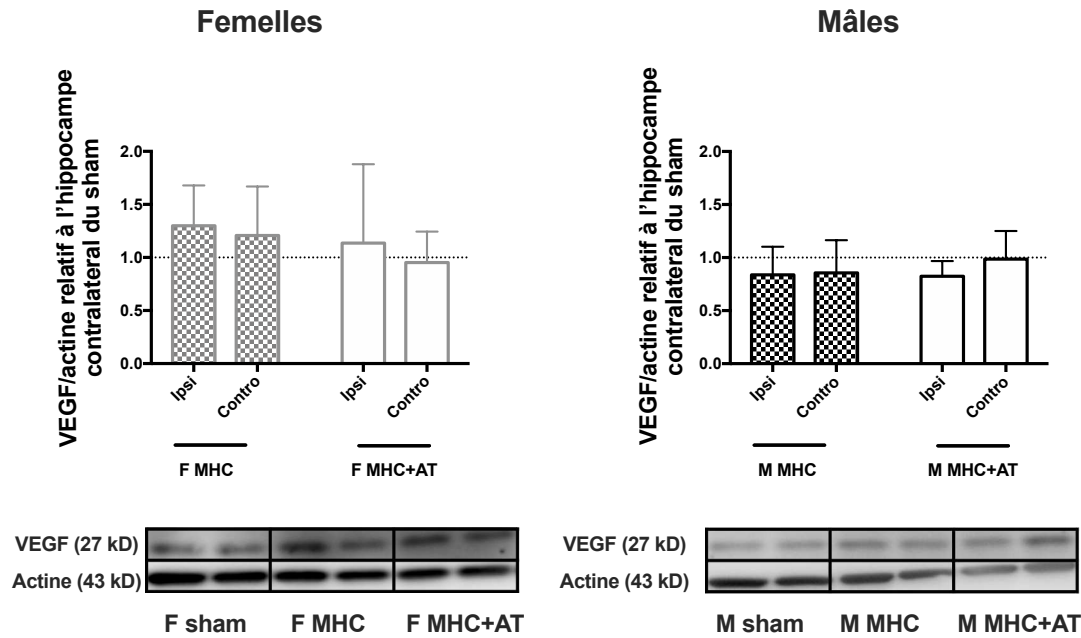 Femelles
VEGF/actine relatif à l'hippocampe
contralateral du sham
2.0
1.5
1.0
0.5
0.0
Ipsi
Contro
Ipsi
Contro
F MHC
F MHC+AT
VEGF (27 kD)
Actine (43 kD)
F sham
F MHC
F MHC+AT
Mâles
VEGF/actine relatif à l'hippocampe
contralateral du sham
2.0
1.5
1.0
0.5
0.0
Ipsi
Contro
Ipsi
Contro
M MHC
M MHC+AT
VEGF (27 kD)
Actine (43 kD)
M sham
M MHC
M MHC+AT